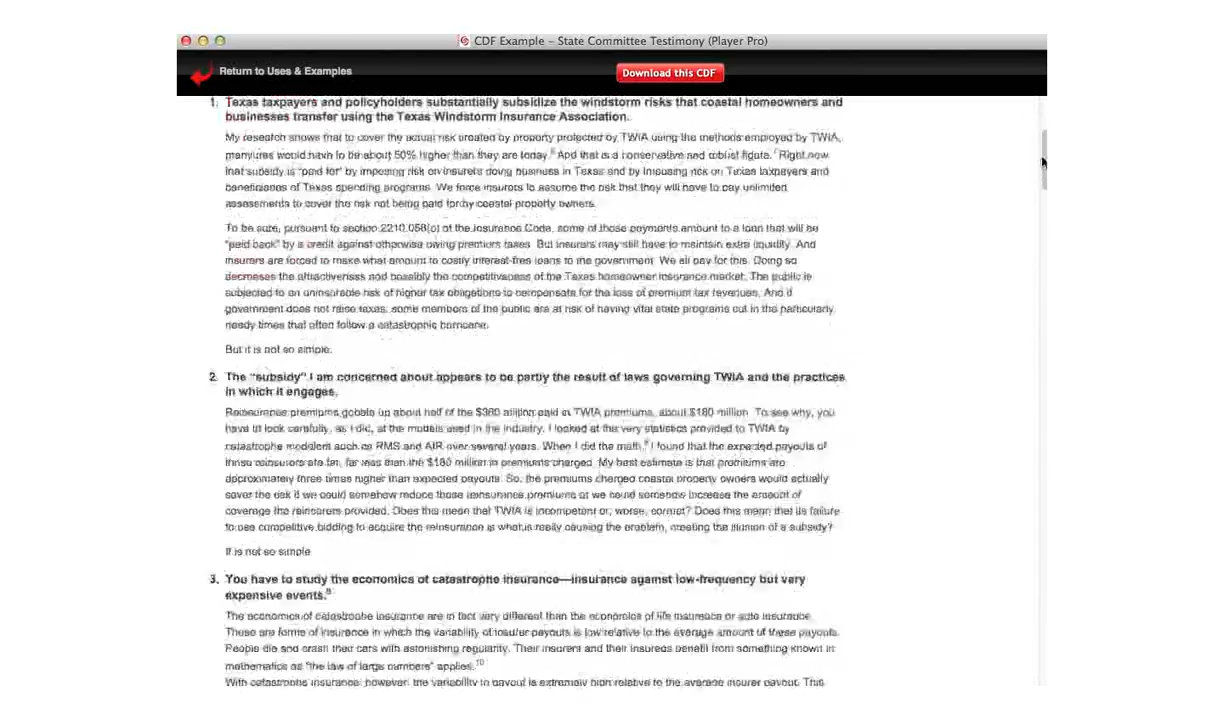 CDF Example – State Committee Testimony (Player Pro)
Return to Uses & Examples
Download this CDF
1. Texas taxpayers and policyholders substantially subsidize the windstorm risks that coastal homeowners and
businesses transfer using the Texas Windstorm Insurance Association.
My research shows that to cover the actual risk created by property protected by TWIA using the methods employed by TWIA,
premiums would have to be about 50% higher than they are today. And that is a conservative and robust figure. Right now
that subsidy is "paid for" by imposing risk on insurers doing business in Texas and by imposing risk on Texas taxpayers and
beneficiaries of Texas spending programs. We force insurers to assume the risk that they will have to pay unlimited
assessments to cover the risk not being paid for by coastal property owners.
To be sure, pursuant to section 2210.058(c) of the Insurance Code, some of those payments amount to a loan that will be
"paid back" by a credit against otherwise owing premium taxes. But insurers may still have to maintain extra liquidity. And
insurers are forced to make what amount to costly interest-free loans to the government. We all pay for this. Doing so
decreases the attractiveness and possibly the competitiveness of the Texas homeowner insurance market. The public is
subjected to an uninsurable risk of higher tax obligations to compensate for the loss of premium tax revenues. And if
government does not raise taxes, some members of the public are at risk of having vital state programs cut in the particularly
needy times that often follow a catastrophic hurricane.
But it is not so simple.
2. The "subsidy" I am concerned about appears to be partly the result of laws governing TWIA and the practices
in which it engages.
Reinsurance premiums gobble up about half of the $360 million paid in TWIA premiums, about $180 million. To see why, you
have to look carefully, as I did, at the models used in the industry. I looked at the very statistics provided to TWIA by
catastrophe modelers such as RMS and AIR over several years. When I did the math, I found that the expected payouts of
those reinsurers are far, far less than the $180 million in premiums charged. My best estimate is that premiums are
approximately three times higher than expected payouts. So, the premiums charged coastal property owners would actually
cover the risk if we could somehow reduce those reinsurance premiums or we could somehow increase the amount of
coverage the reinsurers provided. Does this mean that TWIA is incompetent or, worse, corrupt? Does this mean that its failure
to use competitive bidding to acquire the reinsurance is what is really causing the problem, creating the illusion of a subsidy?
It is not so simple
3. You have to study the economics of catastrophe insurance—insurance against low-frequency but very
expensive events.
The economics of catastrophe insurance are in fact very different than the economics of life insurance or auto insurance.
These are forms of insurance in which the variability of insurer payouts is low relative to the average amount of these payouts.
People die and crash their cars with astonishing regularity. Their insurers and their insureds benefit from something known in
mathematics as "the law of large numbers" applies.10
With catastrophe insurance, however, the variability in payout is extremely high relative to the average insurer payout. This